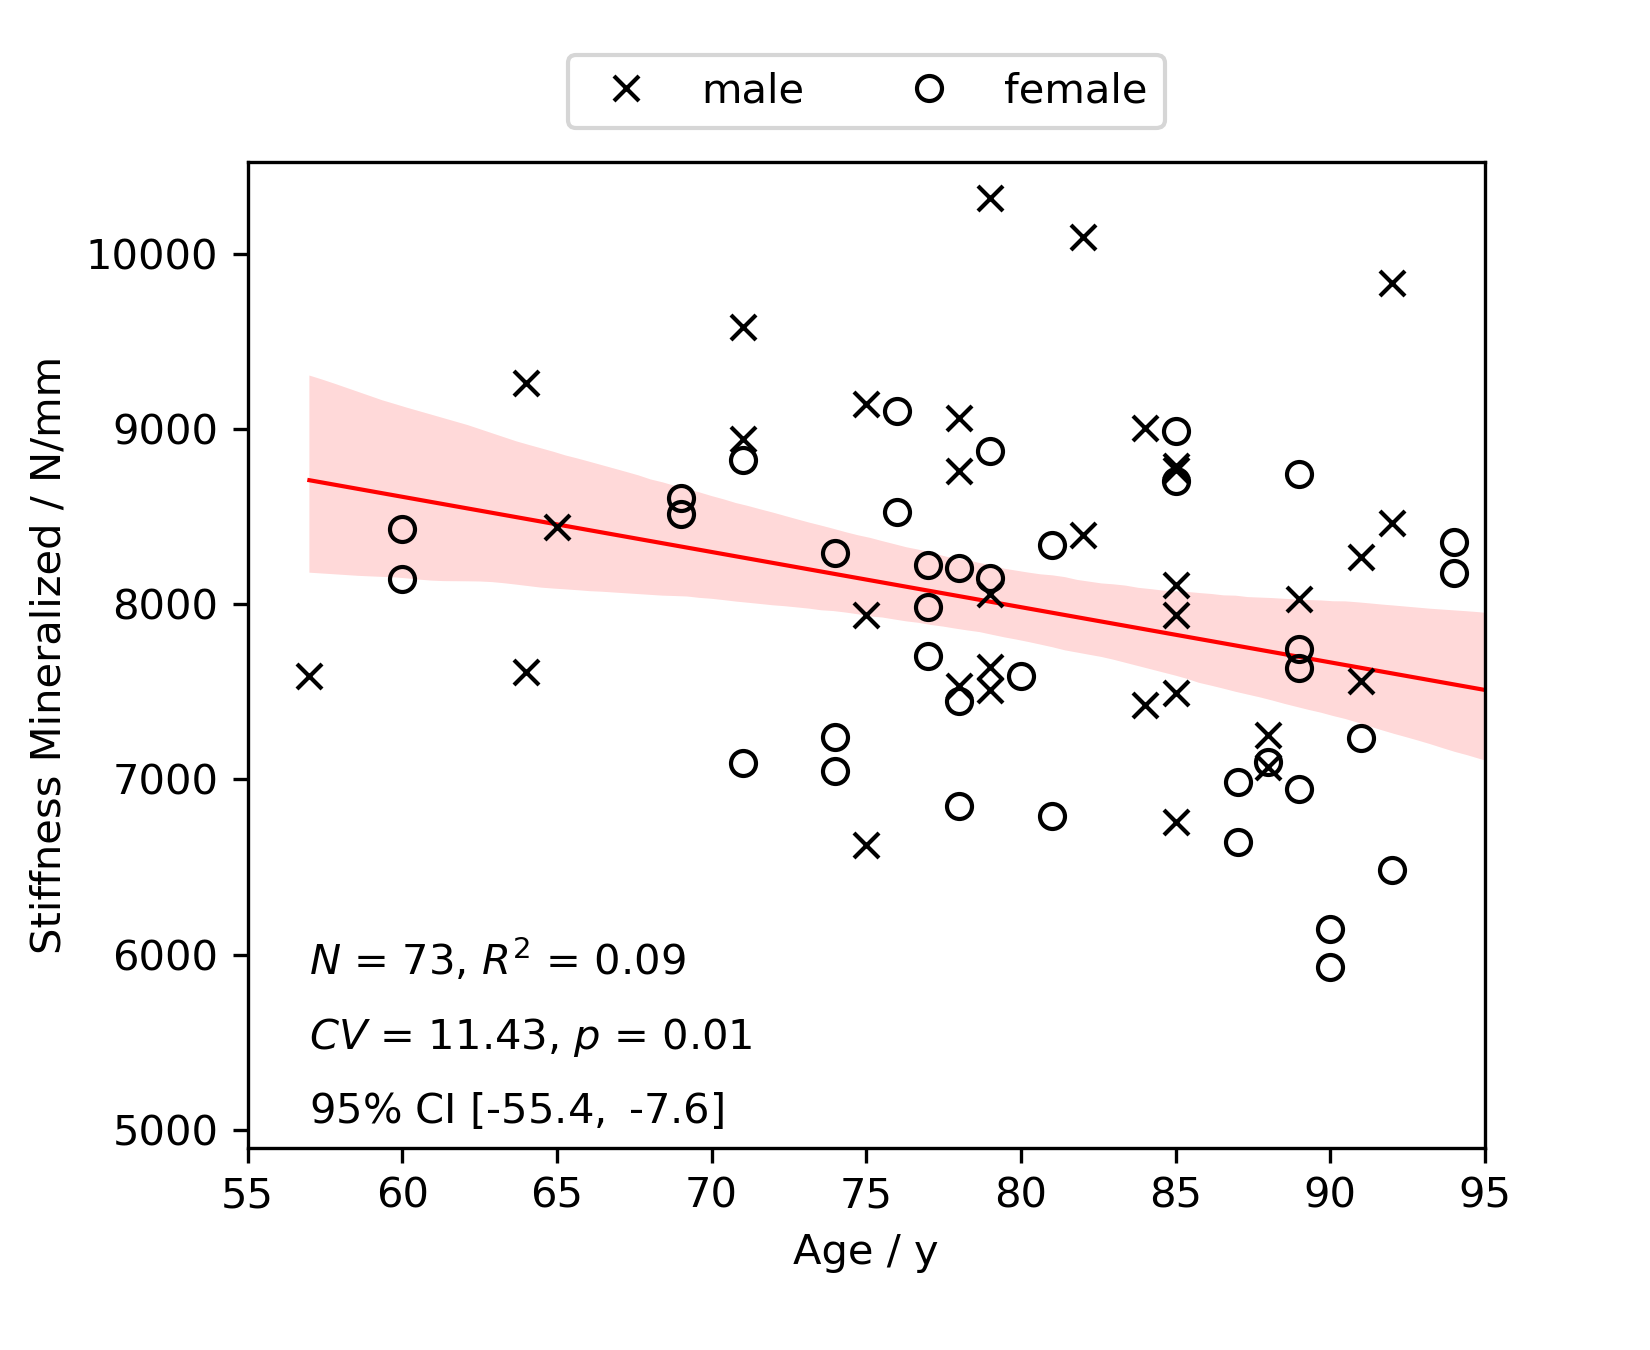 male female
10000
9000
8000
7000
6000
5000
Stiffness Mineralized / N/mm
N = 73, R² = 0.09
CV = 11.43, p = 0.01
95% CI [-55.4, -7.6]
55 60 65 70 75 80 85 90 95
Age / y